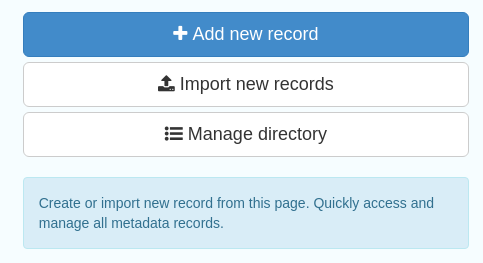 Add new record
Import new records
Manage directory
Create or import new record from this page. Quickly access and
manage all metadata records.